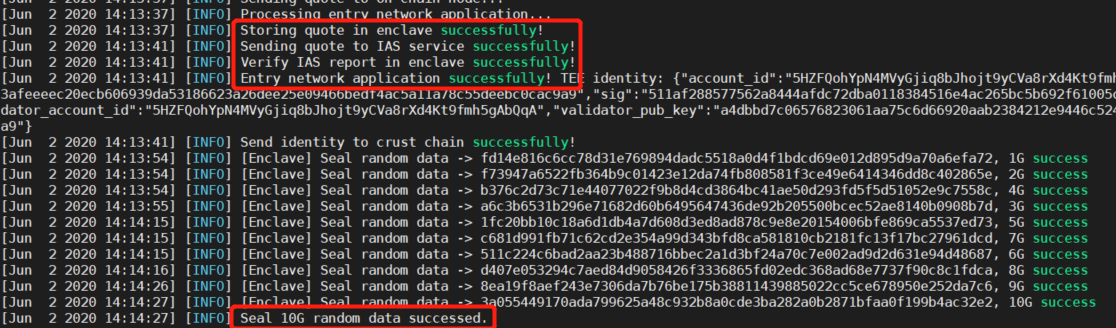 [Jun  2 2020 14:13:37] [INFO] Sending quote to on-chain node...
[Jun  2 2020 14:13:37] [INFO] Processing entry network application...
[Jun  2 2020 14:13:37] [INFO] Storing quote in enclave successfully!
[Jun  2 2020 14:13:41] [INFO] Sending quote to IAS service successfully!
[Jun  2 2020 14:13:41] [INFO] Verify IAS report in enclave successfully!
[Jun  2 2020 14:13:41] [INFO] Entry network application successfully! TEE identity: {"account_id":"5HZFQohYpN4MVyGjiq8bJhojt9yCVa8rXd4Kt9fmh
3afeeeec20ecb606939da53186623a26dee25e09466bedf4ac5a11a78c55deebc0cac9a9","sig":"511af288577562a8444afdc72dba0118384516e4ac265bc5b692f61005c
dator_account_id":"5HZFQohYpN4MVyGjiq8bJhojt9yCVa8rXd4Kt9fmh5gAbQqA","validator_pub_key":"a4dbbd7c06576823061aa75c6d66920aab2384212e9446c524
a9"}
[Jun  2 2020 14:13:41] [INFO] Send identity to crust chain successfully!
[Jun  2 2020 14:13:54] [INFO] [Enclave] Seal random data -> fd14e816c6cc78d31e769894dadc5518a0d4f1bdcd69e012d895d9a70a6efa72, 1G success
[Jun  2 2020 14:13:54] [INFO] [Enclave] Seal random data -> f73947a6522fb364b9c01423e12da74fb808581f3ce49e6414346dd8c402865e, 2G success
[Jun  2 2020 14:13:54] [INFO] [Enclave] Seal random data -> b376c2d73c71e44077022f9b8d4cd3864bc41ae50d293fd5f5d51052e9c7558c, 4G success
[Jun  2 2020 14:13:55] [INFO] [Enclave] Seal random data -> a6c3b6531b296e71682d60b6495647436de92b205500bcec52ae8140b0908b7d, 3G success
[Jun  2 2020 14:14:15] [INFO] [Enclave] Seal random data -> 1fc20bb10c18a6d1db4a7d608d3ed8ad878c9e8e20154006bfe869ca5537ed73, 5G success
[Jun  2 2020 14:14:15] [INFO] [Enclave] Seal random data -> c681d991fb71c62cd2e354a99d343bfd8ca581810cb2181fc13f17bc27961dcd, 7G success
[Jun  2 2020 14:14:15] [INFO] [Enclave] Seal random data -> 511c224c6bad2aa23b488716bbec2a1d3bf24a70c7e002ad9d2d631e94d48687, 6G success
[Jun  2 2020 14:14:16] [INFO] [Enclave] Seal random data -> d407e053294c7aed84d9058426f3336865fd02edc368ad68e7737f90c8c1fdca, 8G success
[Jun  2 2020 14:14:26] [INFO] [Enclave] Seal random data -> 8ea19f8aef243e7306da7b76be175b38811439885022cc5ce678950e252da7c6, 9G success
[Jun  2 2020 14:14:27] [INFO] [Enclave] Seal random data -> 3a055449170ada799625a48c932b8a0cde3ba282a0b2871bfaa0f199b4ac32e2, 10G success
[Jun  2 2020 14:14:27] [INFO] Seal 10G random data successed.